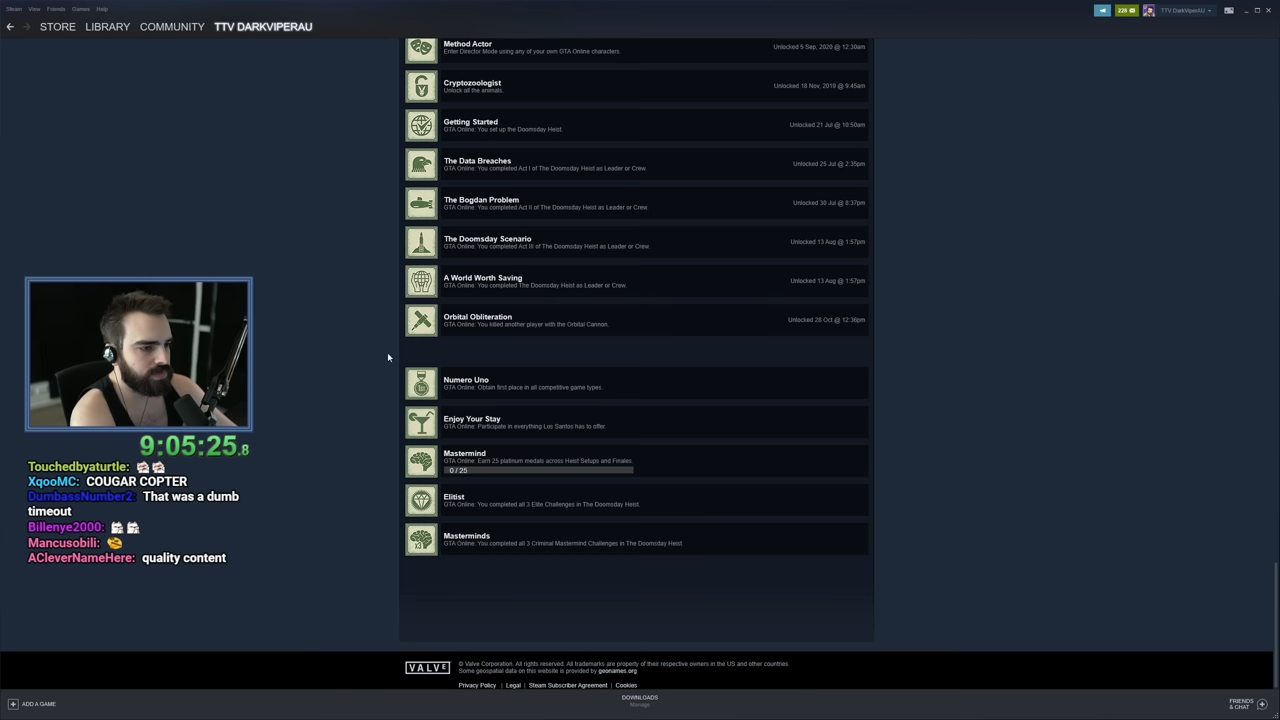 Steam View Friends Games Help
228
TTV DarkViperAU
STORE LIBRARY COMMUNITY TTV DARKVIPERAU
Method Actor
Enter Director Mode using any of your own GTA Online characters.
Unlocked 5 Sep, 2020 @ 12:30am
Cryptozoologist
Unlock all the animals.
Unlocked 18 Nov, 2019 @ 9:45am
Getting Started
GTA Online: You set up the Doomsday Heist.
Unlocked 21 Jul @ 10:50am
The Data Breaches
GTA Online: You completed Act I of The Doomsday Heist as Leader or Crew.
Unlocked 25 Jul @ 2:35pm
The Bogdan Problem
GTA Online: You completed Act II of The Doomsday Heist as Leader or Crew.
Unlocked 30 Jul @ 8:37pm
The Doomsday Scenario
GTA Online: You completed Act III of The Doomsday Heist as Leader or Crew.
Unlocked 13 Aug @ 1:57pm
A World Worth Saving
GTA Online: You completed The Doomsday Heist as Leader or Crew.
Unlocked 13 Aug @ 1:57pm
Orbital Obliteration
GTA Online: You killed another player with the Orbital Cannon.
Unlocked 28 Oct @ 12:36pm
1st
Numero Uno
GTA Online: Obtain first place in all competitive game types.
Enjoy Your Stay
GTA Online: Participate in everything Los Santos has to offer.
Mastermind
GTA Online: Earn 25 platinum medals across Heist Setups and Finales.
0 / 25
Elitist
GTA Online: You completed all 3 Elite Challenges in The Doomsday Heist.
x3
Masterminds
GTA Online: You completed all 3 Criminal Mastermind Challenges in The Doomsday Heist.
9:05:25.8
Touchedbyaturtle:
XqooMC: COUGAR COPTER
DumbassNumber2: That was a dumb
timeout
Billenye2000:
Mancusobili:
ACleverNameHere: quality content
VALVE
© Valve Corporation. All rights reserved. All trademarks are property of their respective owners in the US and other countries.
Some geospatial data on this website is provided by geonames.org.
Privacy Policy | Legal | Steam Subscriber Agreement | Cookies
ADD A GAME
DOWNLOADS
Manage
FRIENDS
& CHAT